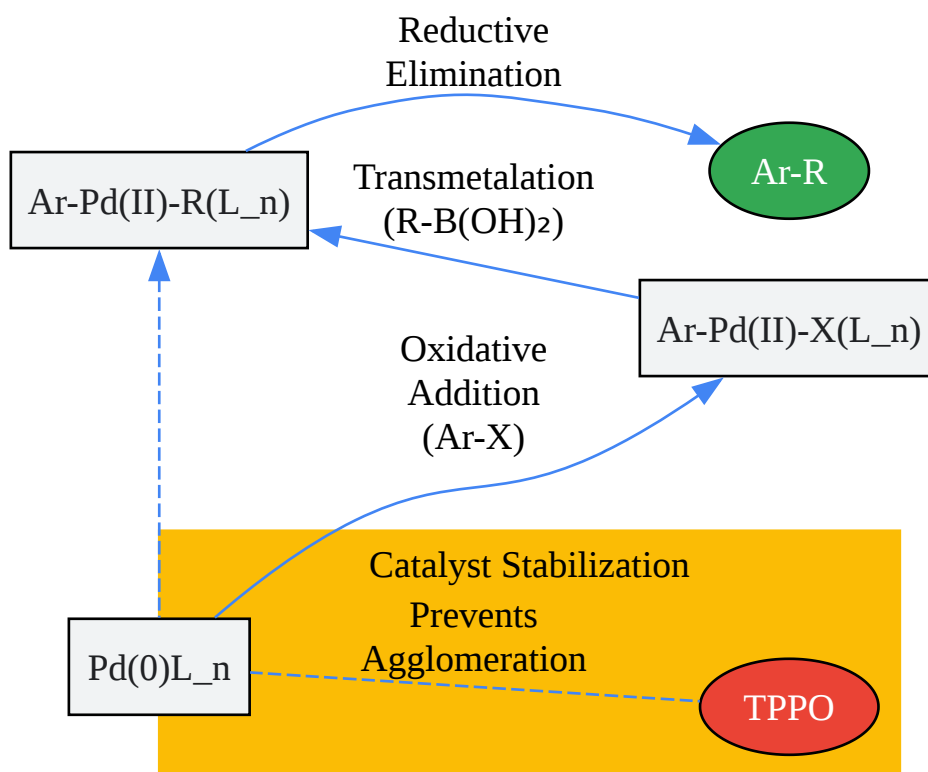 Reductive
Elimination
Ar-R
Ar-Pd(II)-R(L_n)
Transmetalation
(R-B(OH)₂)
Ar-Pd(II)-X(L_n)
Oxidative
Addition
(Ar-X)
Catalyst Stabilization
Prevents
Agglomeration
Pd(0)L_n
TPPO